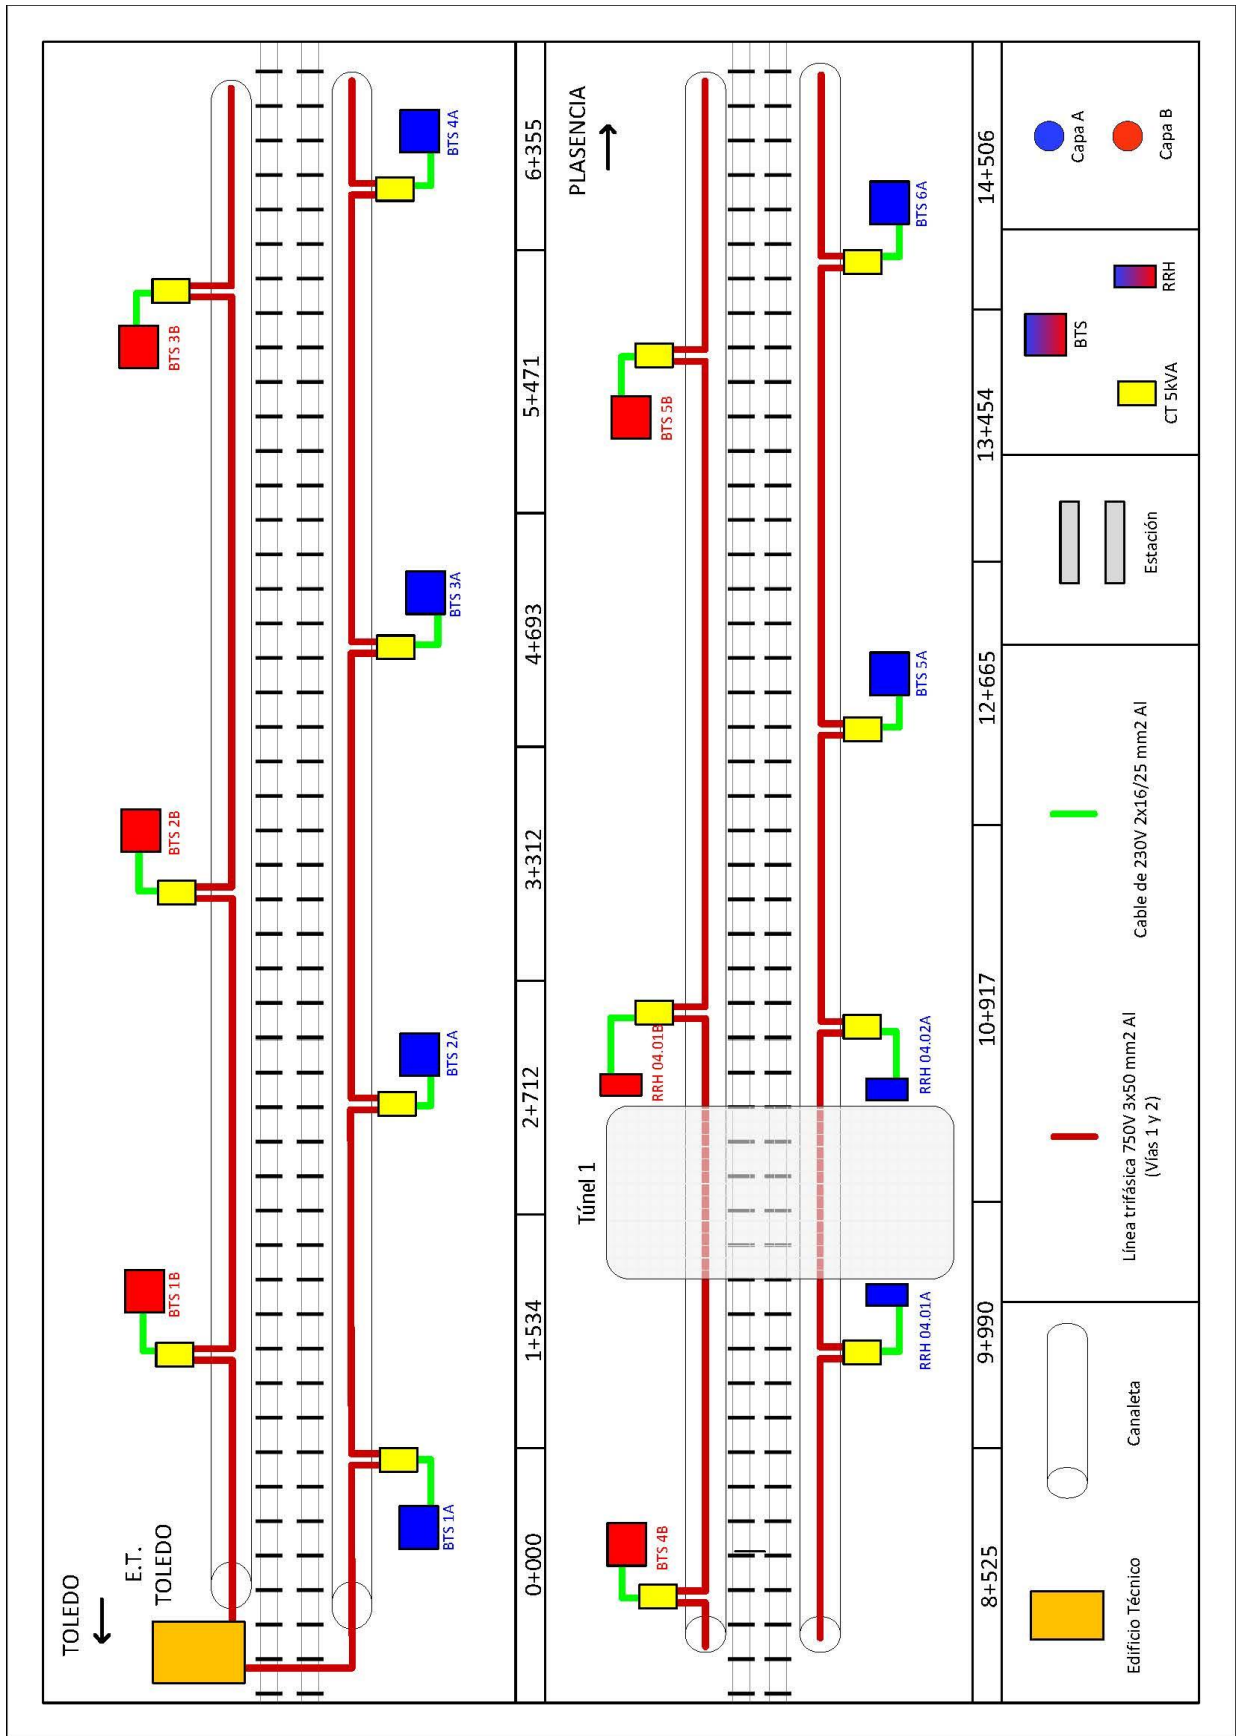 TOLEDO
E.T.
TOLEDO
BTS 1B
BTS 2B
BTS 3B
BTS 1A
BTS 2A
BTS 3A
BTS 4A
0+000
1+534
2+712
3+312
4+693
5+471
6+355
PLASENCIA
Túnel 1
BTS 4B
RRH 04.01B
BTS 5B
RRH 04.01A
RRH 04.02A
BTS 5A
BTS 6A
8+525
9+990
10+917
12+665
13+454
14+506
Edificio Técnico
Canaleta
Línea trifásica 750V 3x50 mm2 Al
(Vías 1 y 2)
Cable de 230V 2x16/25 mm2 Al
Estación
BTS
CT 5kVA
RRH
Capa A
Capa B